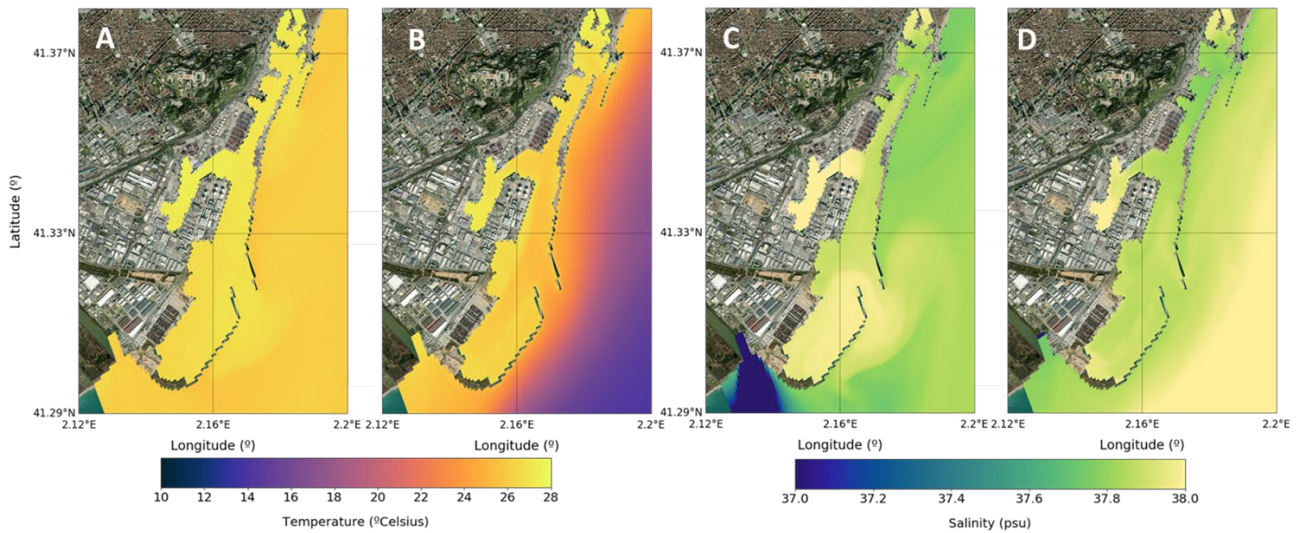 A B C D
41.37°N 41.37°N
41.33°N 41.33°N
41.29°N 41.29°N
2.12°E 2.16°E 2.2°E 2.12°E 2.16°E 2.2°E 2.12°E 2.16°E 2.2°E 2.12°E 2.16°E 2.2°E
Latitude (º)
Longitude (º) Longitude (º) Longitude (º) Longitude (º)
10 12 14 16 18 20 22 24 26 28
Temperature (ºCelsius)
37.0 37.2 37.4 37.6 37.8 38.0
Salinity (psu)